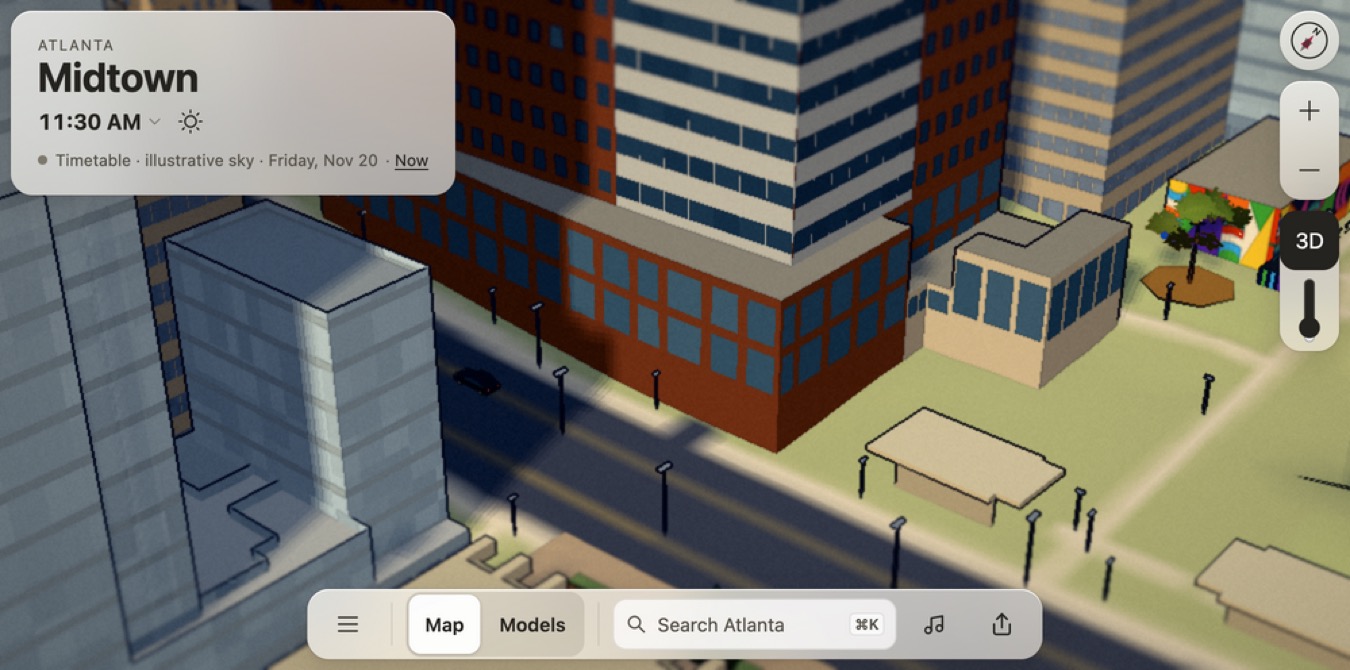 ATLANTA
Midtown
11:30 AM
Timetable · illustrative sky · Friday, Nov 20 · Now
N
3D
Map
Models
Search Atlanta
⌘K